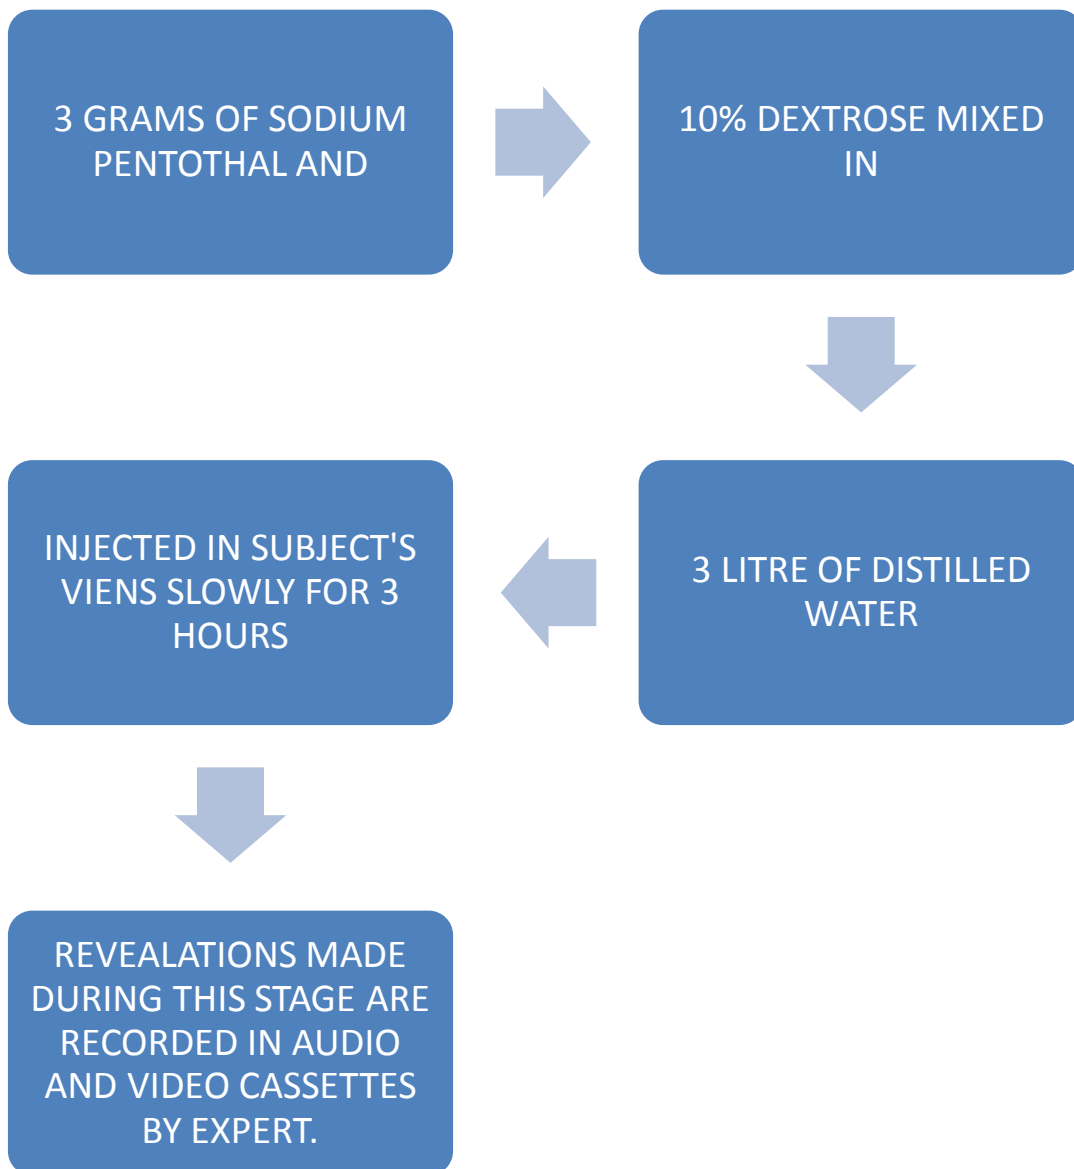 3 GRAMS OF SODIUM
PENTOTHAL AND
10% DEXTROSE MIXED
IN
3 LITRE OF DISTILLED
WATER
INJECTED IN SUBJECT'S
VIENS SLOWLY FOR 3
HOURS
REVEALATIONS MADE
DURING THIS STAGE ARE
RECORDED IN AUDIO
AND VIDEO CASSETTES
BY EXPERT.